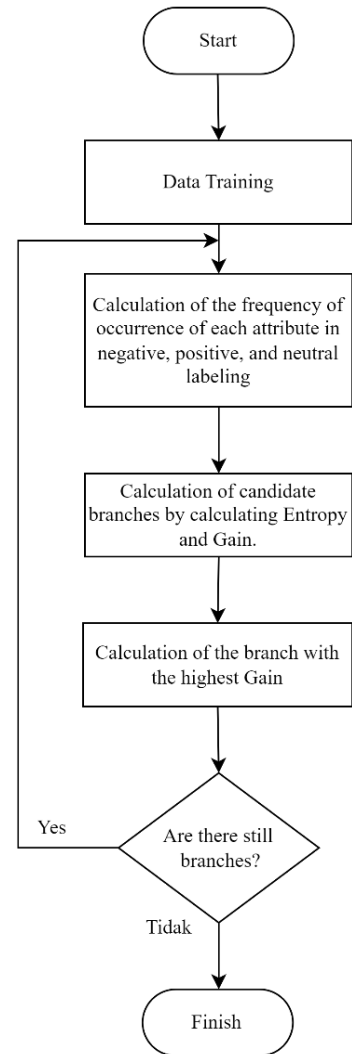 Start
Data Training
Calculation of the frequency of
occurrence of each attribute in
negative, positive, and neutral
labeling
Calculation of candidate
branches by calculating Entropy
and Gain.
Calculation of the branch with
the highest Gain
Yes
Are there still
branches?
Tidak
Finish